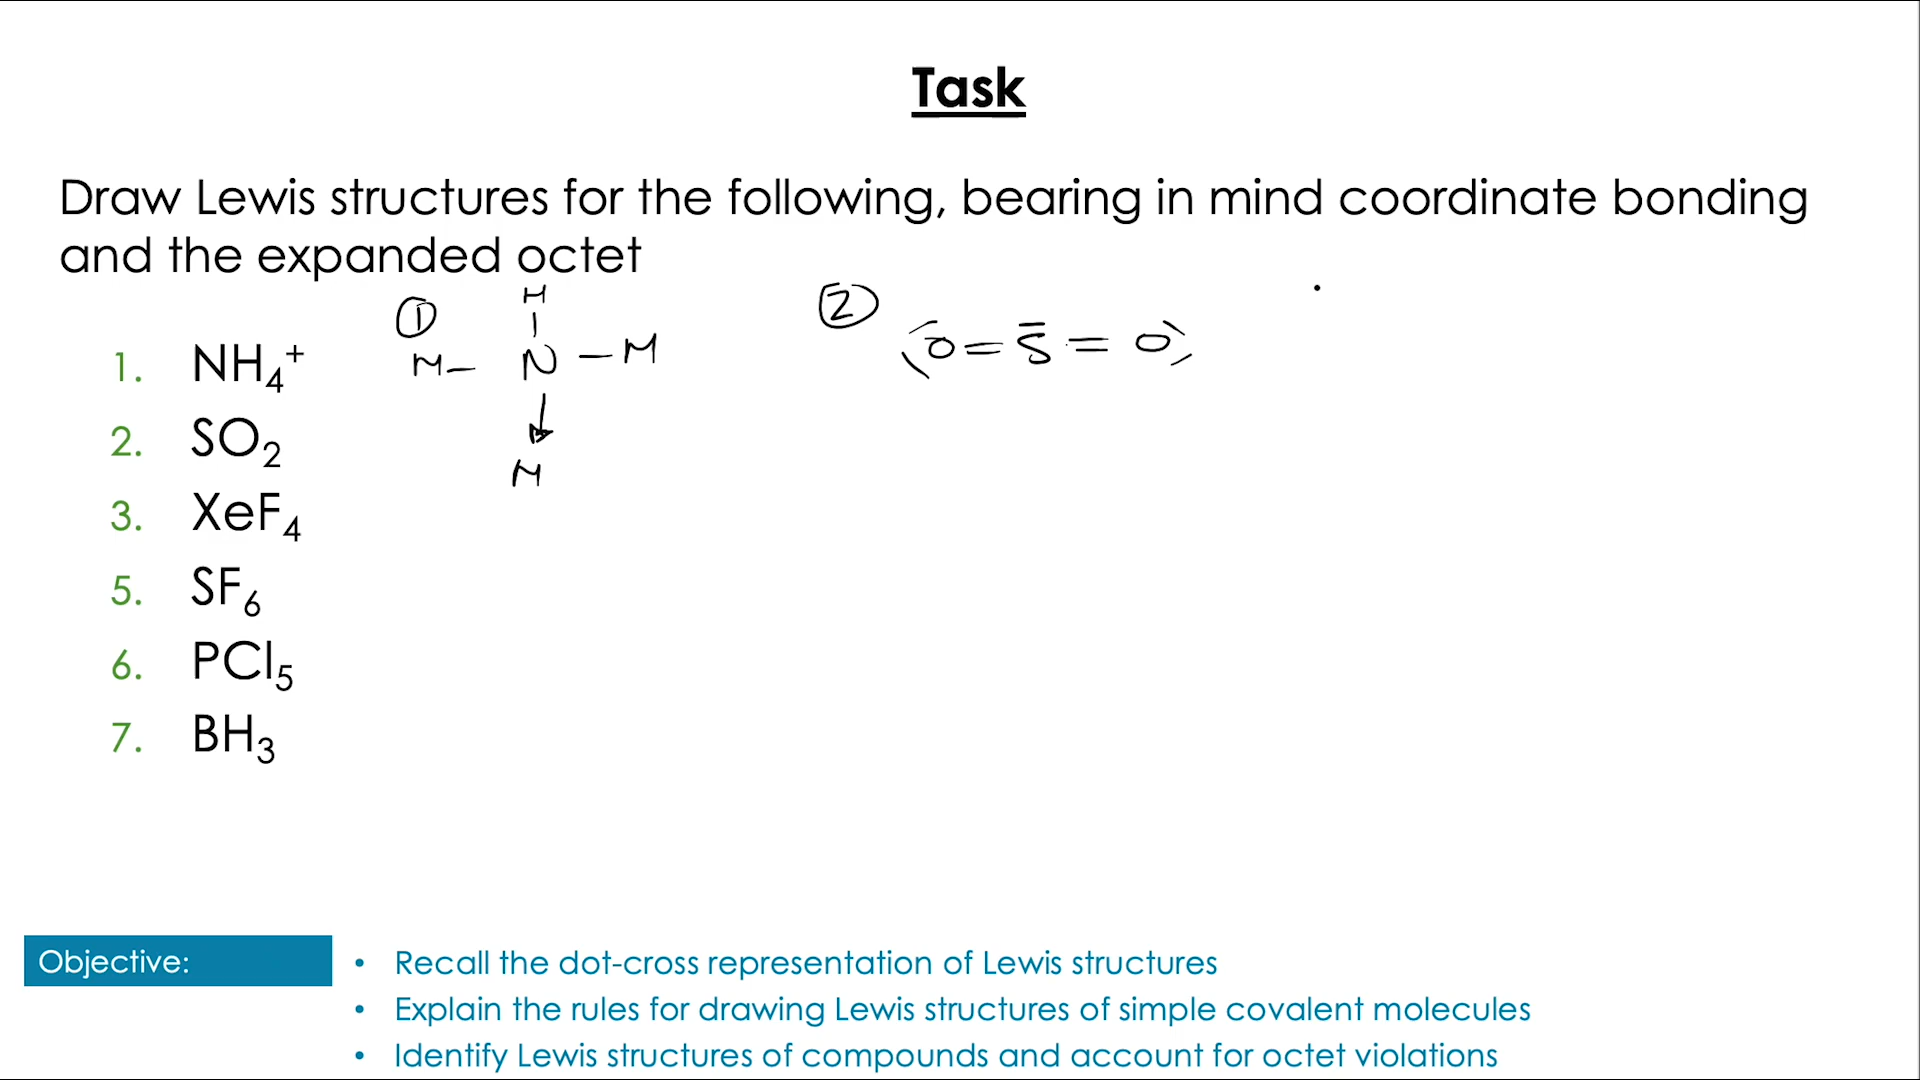 Task
Draw Lewis structures for the following, bearing in mind coordinate bonding
and the expanded octet
1. NH₄⁺
2. SO₂
3. XeF₄
5. SF₆
6. PCl₅
7. BH₃
①
H
H – N – H
H
②
O = S = O
Objective:
• Recall the dot-cross representation of Lewis structures
• Explain the rules for drawing Lewis structures of simple covalent molecules
• Identify Lewis structures of compounds and account for octet violations